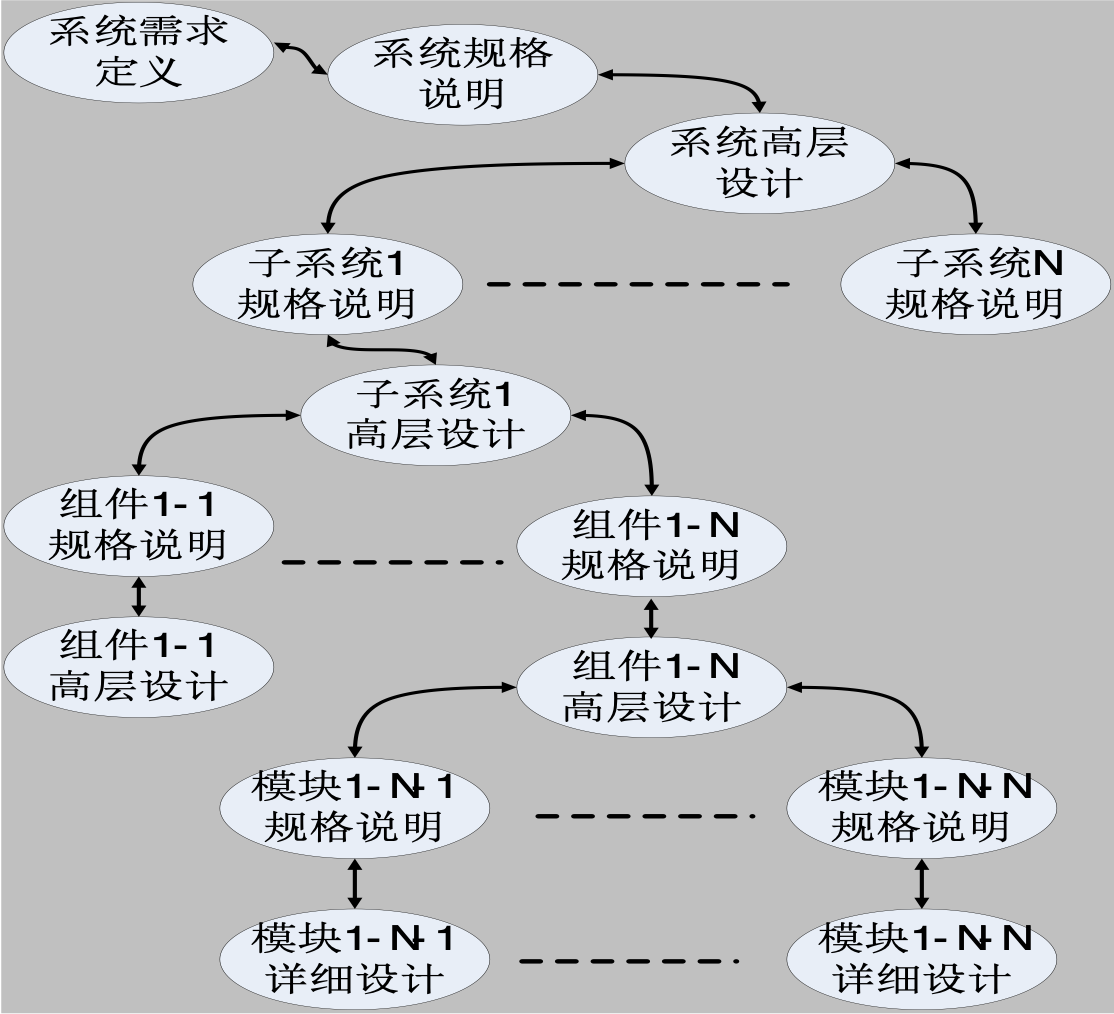 系统需求
定义
系统规格
说明
系统高层
设计
子系统1
规格说明
子系统N
规格说明
子系统1
高层设计
组件1-1
规格说明
组件1-N
规格说明
组件1-1
高层设计
组件1-N
高层设计
模块1-N-1
规格说明
模块1-N-N
规格说明
模块1-N-1
详细设计
模块1-N-N
详细设计